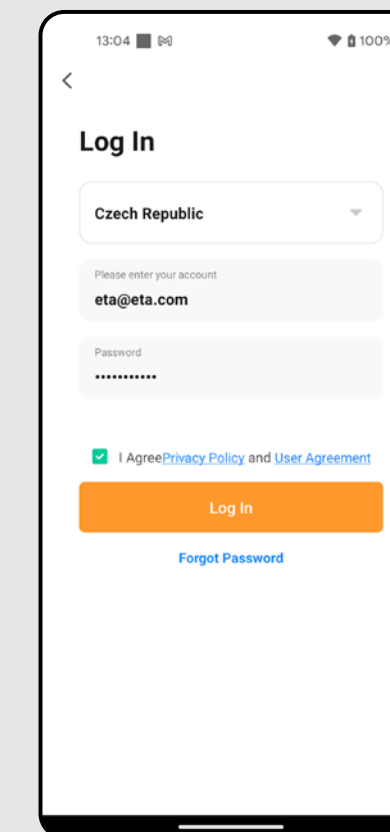 13:04 100%
Log In
Czech Republic
Please enter your account
eta@eta.com
Password
•••••••••••
I AgreePrivacy Policy and User Agreement
Log In
Forgot Password